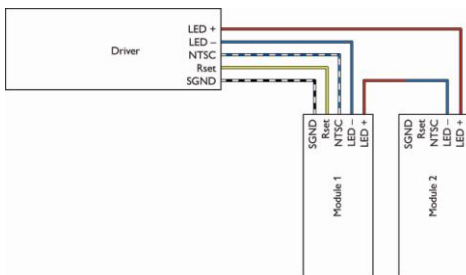 Driver
LED +
LED –
NTSC
Rset
SGND
SGND
Rset
NTSC
LED –
LED +
Module 1
SGND
Rset
NTSC
LED –
LED +
Module 2